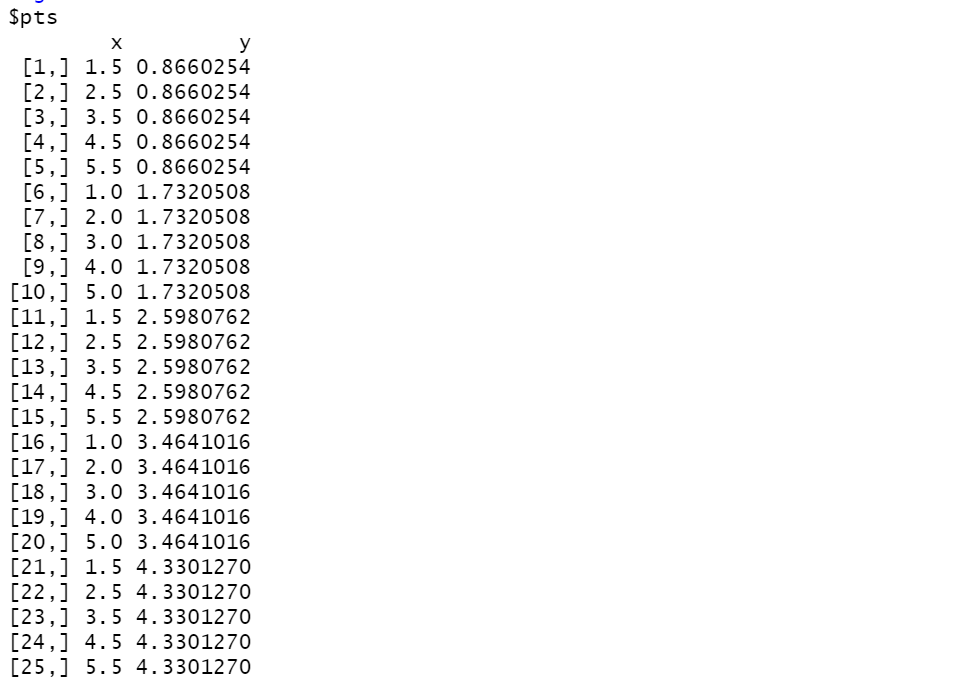 $pts
        x         y
 [1,] 1.5 0.8660254
 [2,] 2.5 0.8660254
 [3,] 3.5 0.8660254
 [4,] 4.5 0.8660254
 [5,] 5.5 0.8660254
 [6,] 1.0 1.7320508
 [7,] 2.0 1.7320508
 [8,] 3.0 1.7320508
 [9,] 4.0 1.7320508
[10,] 5.0 1.7320508
[11,] 1.5 2.5980762
[12,] 2.5 2.5980762
[13,] 3.5 2.5980762
[14,] 4.5 2.5980762
[15,] 5.5 2.5980762
[16,] 1.0 3.4641016
[17,] 2.0 3.4641016
[18,] 3.0 3.4641016
[19,] 4.0 3.4641016
[20,] 5.0 3.4641016
[21,] 1.5 4.3301270
[22,] 2.5 4.3301270
[23,] 3.5 4.3301270
[24,] 4.5 4.3301270
[25,] 5.5 4.3301270